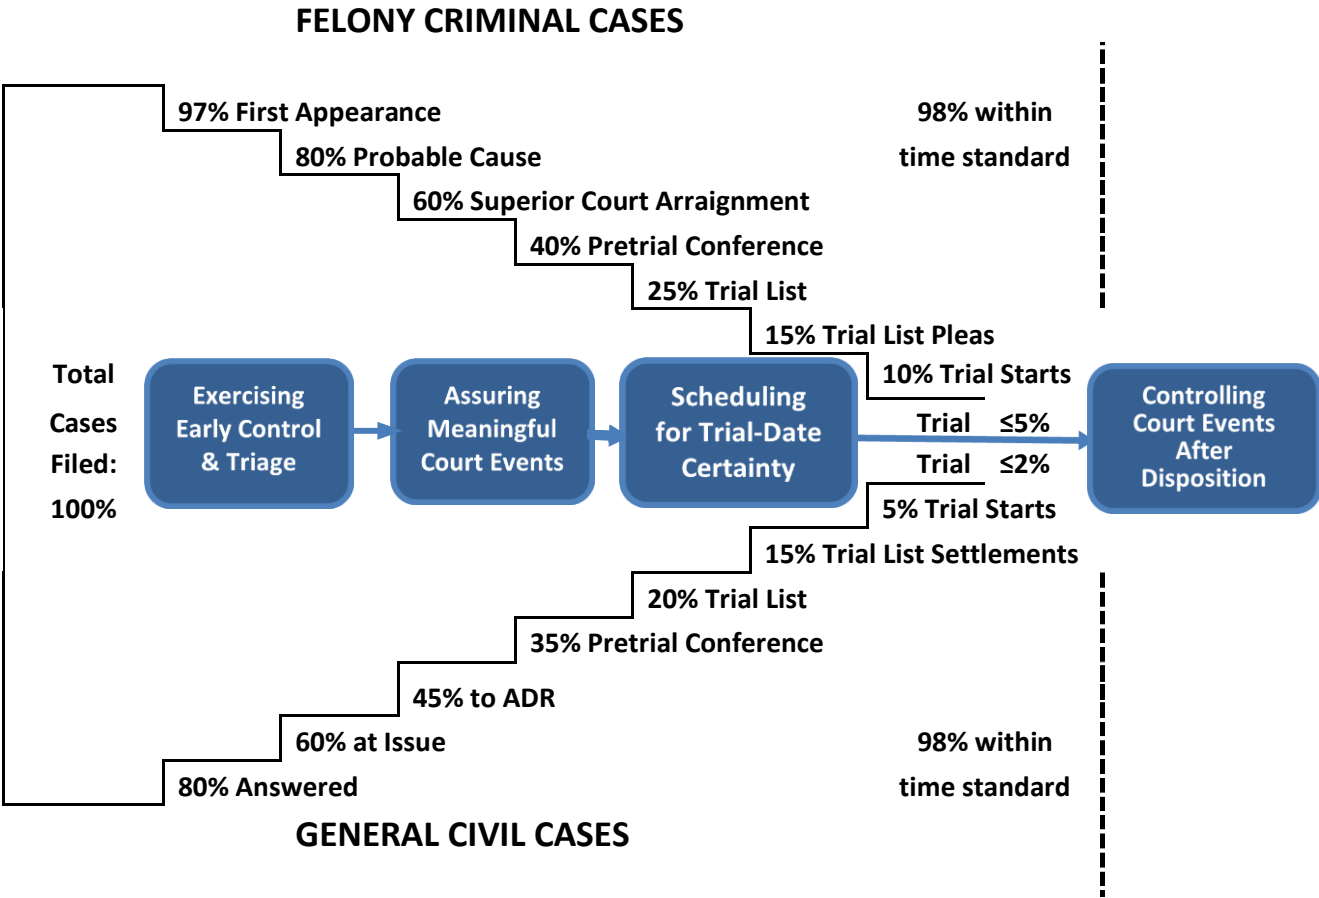 FELONY CRIMINAL CASES
97% First Appearance
98% within
time standard
80% Probable Cause
60% Superior Court Arraignment
40% Pretrial Conference
25% Trial List
15% Trial List Pleas
10% Trial Starts
Total
Cases
Filed:
100%
Exercising
Early Control
& Triage
Assuring
Meaningful
Court Events
Scheduling
for Trial-Date
Certainty
Trial ≤5%
Trial ≤2%
Controlling
Court Events
After
Disposition
5% Trial Starts
15% Trial List Settlements
20% Trial List
35% Pretrial Conference
45% to ADR
60% at Issue
80% Answered
98% within
time standard
GENERAL CIVIL CASES